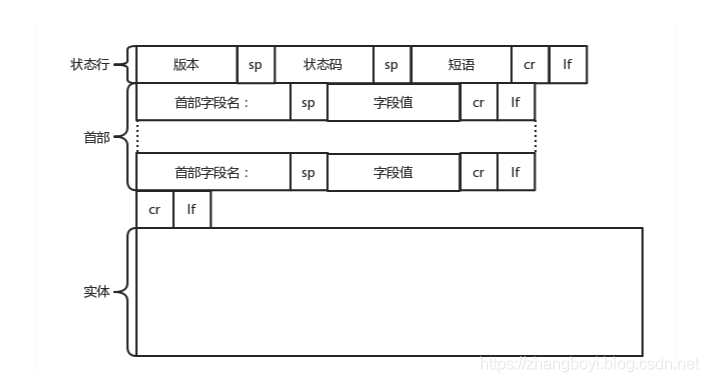 状态行 版本 sp 状态码 sp 短语 cr lf
首部字段名： sp 字段值 cr lf
首部
首部字段名： sp 字段值 cr lf
cr lf
实体
https://zhangboyi.blog.csdn.net